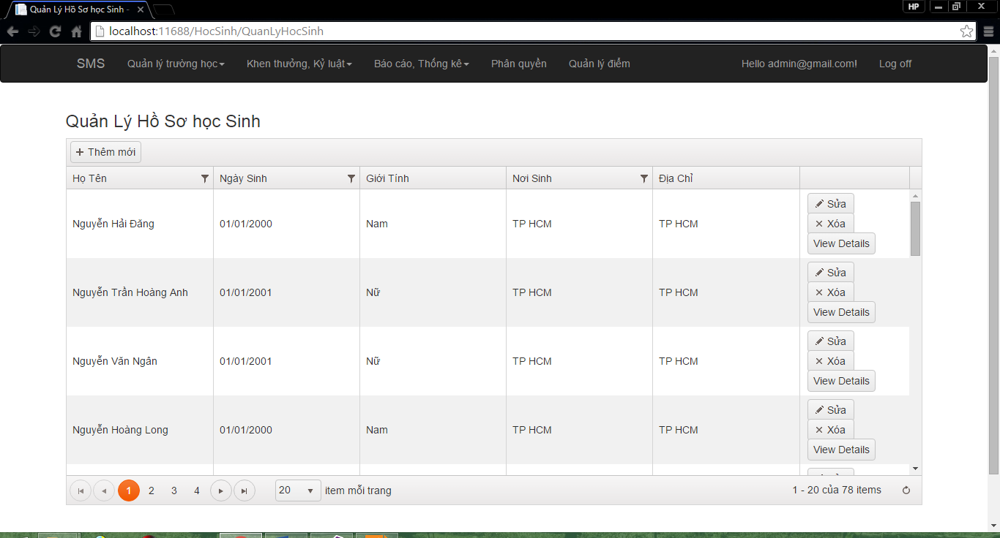 Quản Lý Hồ Sơ học Sinh -
HP
localhost:11688/HocSinh/QuanLyHocSinh
SMS Quản lý trường học Khen thưởng, Kỷ luật Báo cáo, Thống kê Phân quyền Quản lý điểm Hello admin@gmail.com! Log off
Quản Lý Hồ Sơ học Sinh
+ Thêm mới
Họ Tên Ngày Sinh Giới Tính Nơi Sinh Địa Chỉ
Sửa
Nguyễn Hải Đăng 01/01/2000 Nam TP HCM TP HCM Xóa
View Details
Sửa
Nguyễn Trần Hoàng Anh 01/01/2001 Nữ TP HCM TP HCM Xóa
View Details
Sửa
Nguyễn Văn Ngân 01/01/2001 Nữ TP HCM TP HCM Xóa
View Details
Sửa
Nguyễn Hoàng Long 01/01/2000 Nam TP HCM TP HCM Xóa
View Details
1 2 3 4 20 item mỗi trang 1 - 20 của 78 items